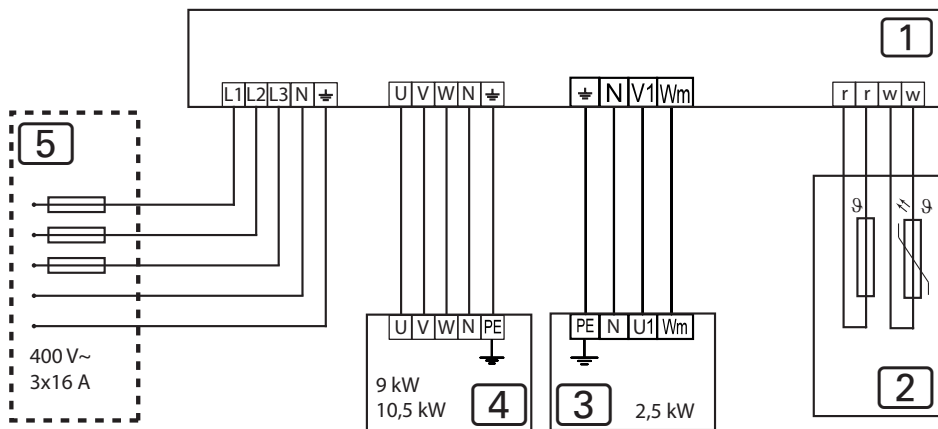 1
L1 L2 L3 N ⏚
U V W N ⏚
⏚ N V1 Wm
r r w w
5
ϑ ϑ
U V W N PE
PE N U1 Wm
400 V~
3x16 A
9 kW
10,5 kW
4
3
2,5 kW
2